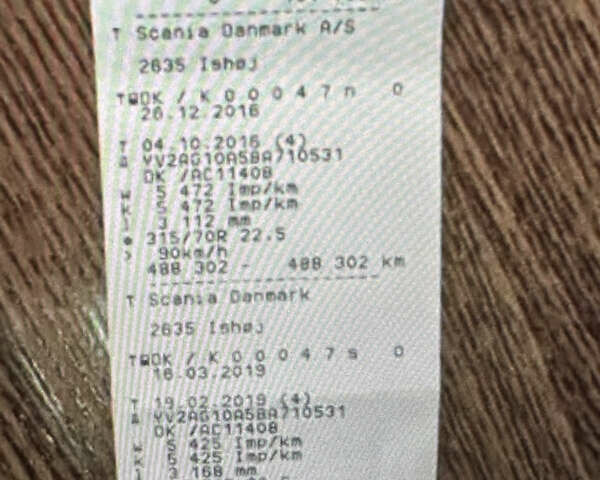 T Scania Danmark A/S
2635 Ishøj
T DK / K 0 0 0 4 7 n 0
26.12.2016
T 04.10.2016 (4)
YV2AG10A5BA710531
DK /AC11408
w 5 472 Imp/km
k 5 472 Imp/km
l 3 112 mm
● 315/70R 22.5
> 90km/h
488 302 - 488 302 km
T Scania Danmark
2635 Ishøj
T DK / K 0 0 0 4 7 s 0
16.03.2019
T 19.02.2019 (4)
YV2AG10A5BA710531
DK /AC11408
w 5 425 Imp/km
k 5 425 Imp/km
l 3 168 mm